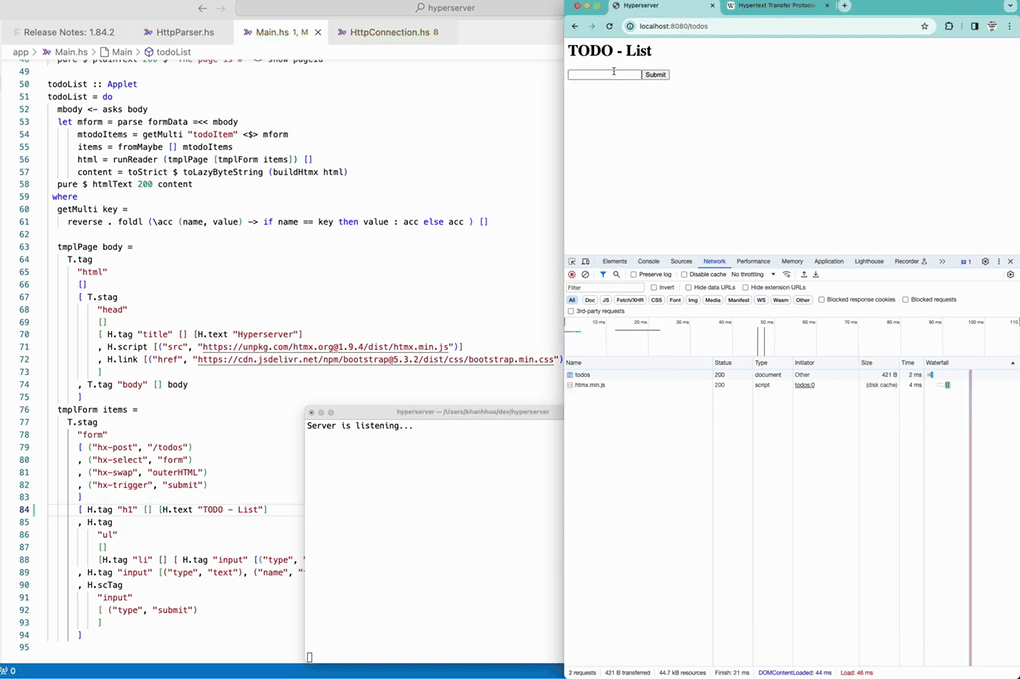 hyperserver
Release Notes: 1.84.2
HttpParser.hs
Main.hs 1, M
HttpConnection.hs 8
app > Main.hs > Main > todoList
49
50 todoList :: Applet
51 todoList = do
52 mbody <- asks body
53 let mform = parse formData =<< mbody
54 mtodoItems = getMulti "todoItem" <$> mform
55 items = fromMaybe [] mtodoItems
56 html = runReader (tmplPage [tmplForm items]) []
57 content = toStrict $ toLazyByteString (buildHtmx html)
58 pure $ htmlText 200 content
59 where
60 getMulti key =
61 reverse . foldl (\acc (name, value) -> if name == key then value : acc else acc ) []
62
63 tmplPage body =
64 T.tag
65 "html"
66 []
67 [ T.stag
68 "head"
69 []
70 [ H.tag "title" [] [H.text "Hyperserver"]
71 , H.script [("src", "https://unpkg.com/htmx.org@1.9.4/dist/htmx.min.js")]
72 , H.link [("href", "https://cdn.jsdelivr.net/npm/bootstrap@5.3.2/dist/css/bootstrap.min.css")
73 ]
74 , T.tag "body" [] body
75 ]
76 tmplForm items =
77 T.stag
78 "form"
79 [ ("hx-post", "/todos")
80 , ("hx-select", "form")
81 , ("hx-swap", "outerHTML")
82 , ("hx-trigger", "submit")
83 ]
84 [ H.tag "h1" [] [H.text "TODO - List"]
85 , H.tag
86 "ul"
87 []
88 [H.tag "li" [] [ H.tag "input" [("type",
89 , H.tag "input" [("type", "text"), ("name", "
90 , H.scTag
91 "input"
92 [ ("type", "submit")
93 ]
94 ]
95
0
hyperserver — /Users/khanhhua/dev/hyperserver
Server is listening...
Hyperserver
Hypertext Transfer Protoco
localhost:8080/todos
TODO - List
Submit
Elements Console Sources Network Performance Memory Application Lighthouse Recorder 1
Preserve log Disable cache No throttling
Filter Invert Hide data URLs Hide extension URLs
All Doc JS Fetch/XHR CSS Font Img Media Manifest WS Wasm Other Blocked response cookies Blocked requests
3rd-party requests
10 ms 20 ms 30 ms 40 ms 50 ms 60 ms 70 ms 80 ms 90 ms 100 ms 110
Name Status Type Initiator Size Time Waterfall
todos 200 document Other 421 B 2 ms
htmx.min.js 200 script todos:0 (disk cache) 4 ms
2 requests 421 B transferred 44.7 kB resources Finish: 21 ms DOMContentLoaded: 44 ms Load: 46 ms